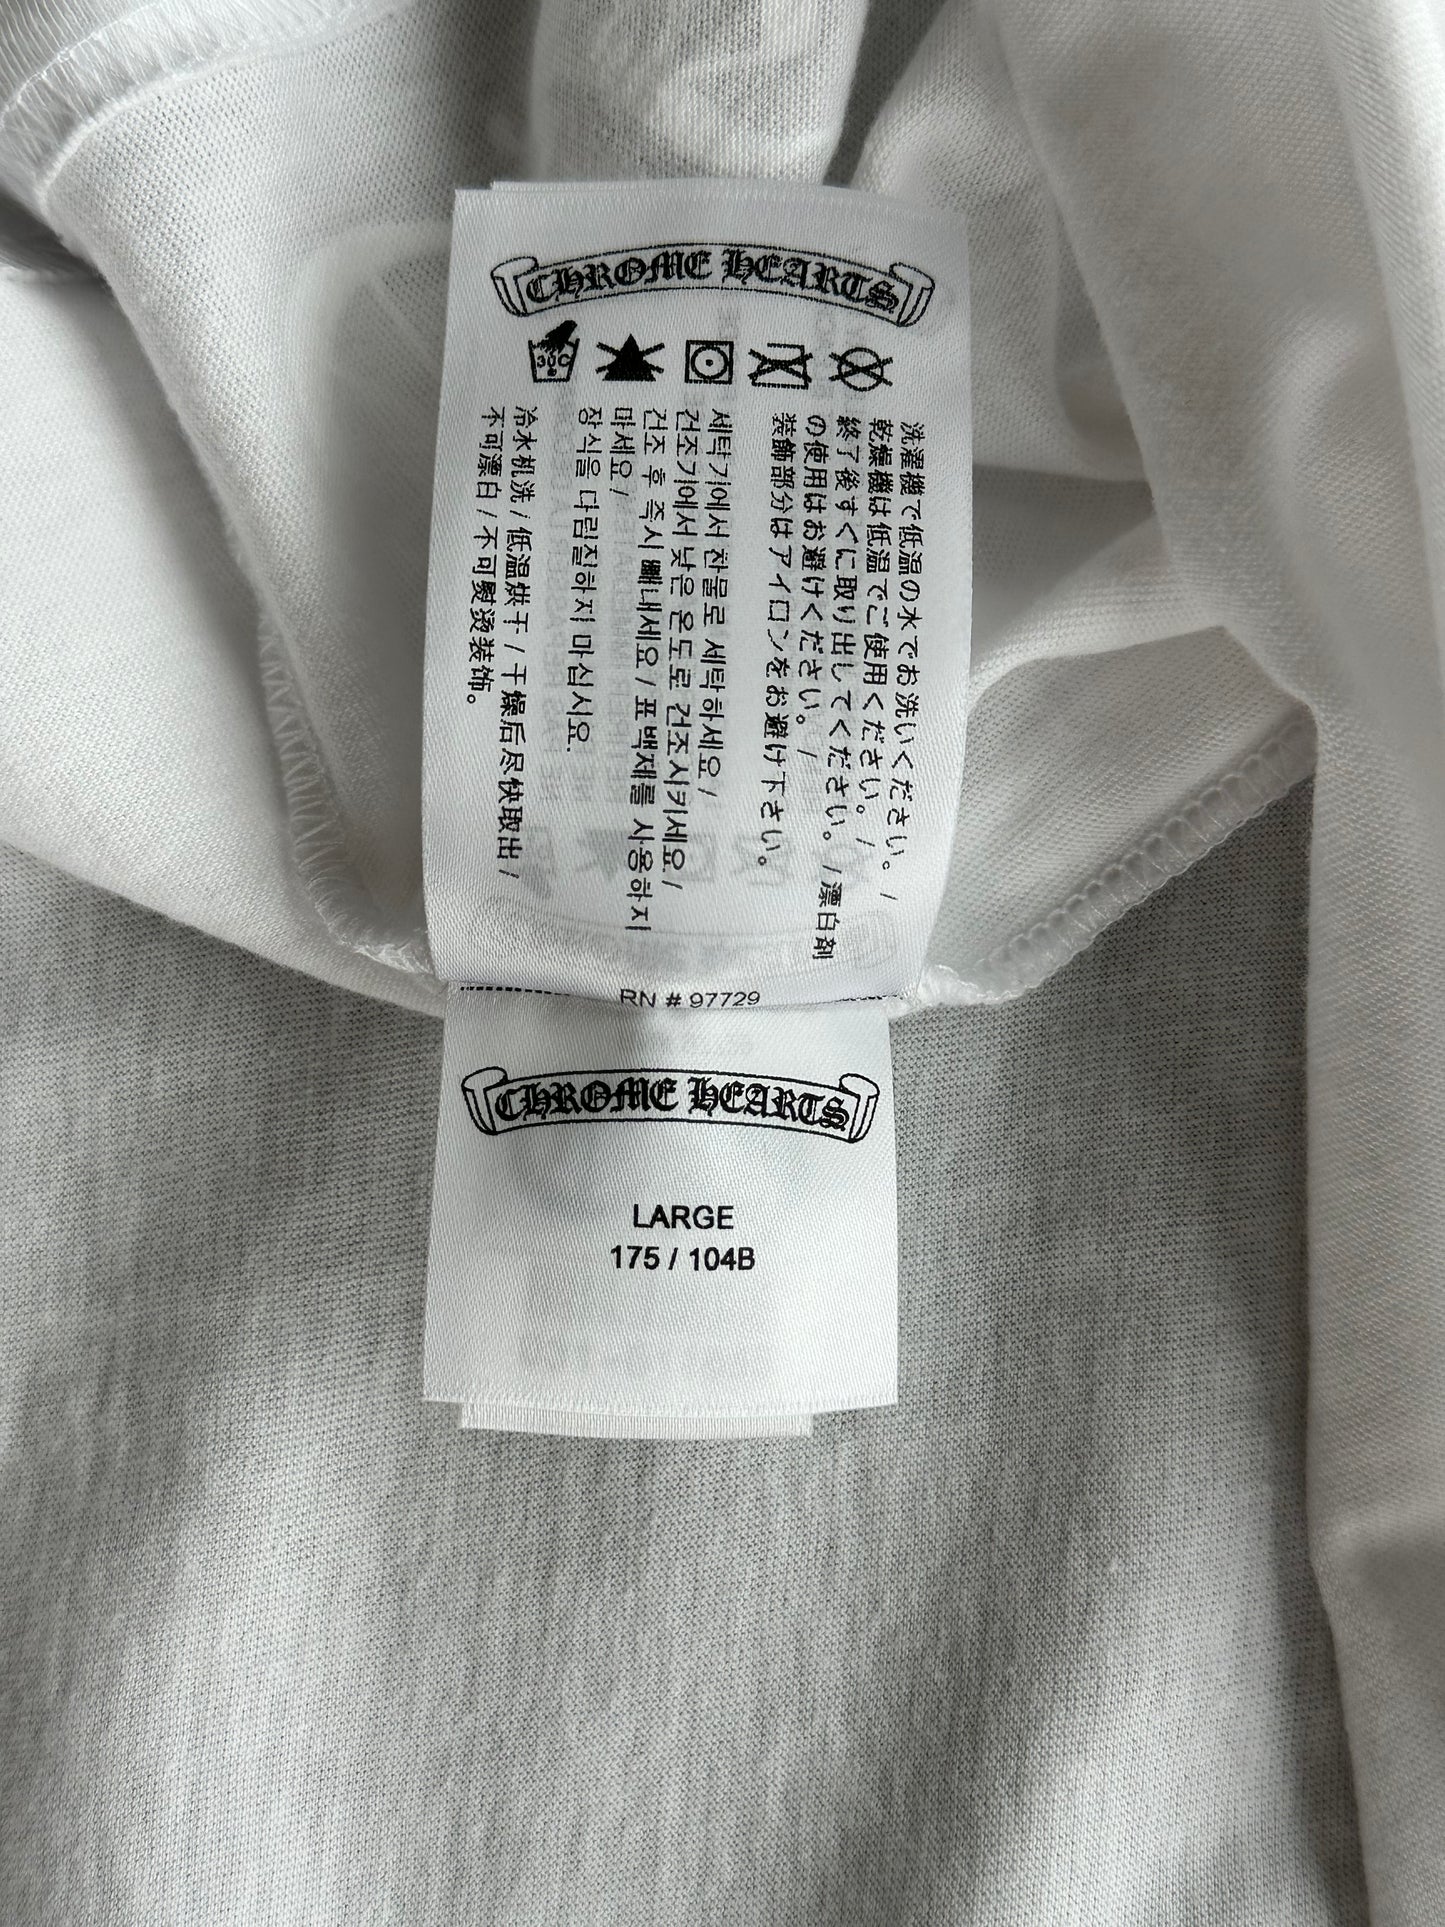 CHROME HEARTS
30C
洗濯機で低温の水でお洗いください。/
乾燥機は低温でご使用ください。/
終了後すぐに取り出してください。/漂白剤
の使用はお避けください。/
装飾部分はアイロンをお避け下さい。
세탁기에서 찬물로 세탁하세요 /
건조기에서 낮은 온도로 건조시키세요 /
건조 후 즉시 빼내세요 / 표백제를 사용하지
마세요 /
장식을 다림질하지 마십시요.
冷水机洗 / 低温烘干 / 干燥后尽快取出 /
不可漂白 / 不可熨烫装饰。
RN # 97729
CHROME HEARTS
LARGE
175 / 104B